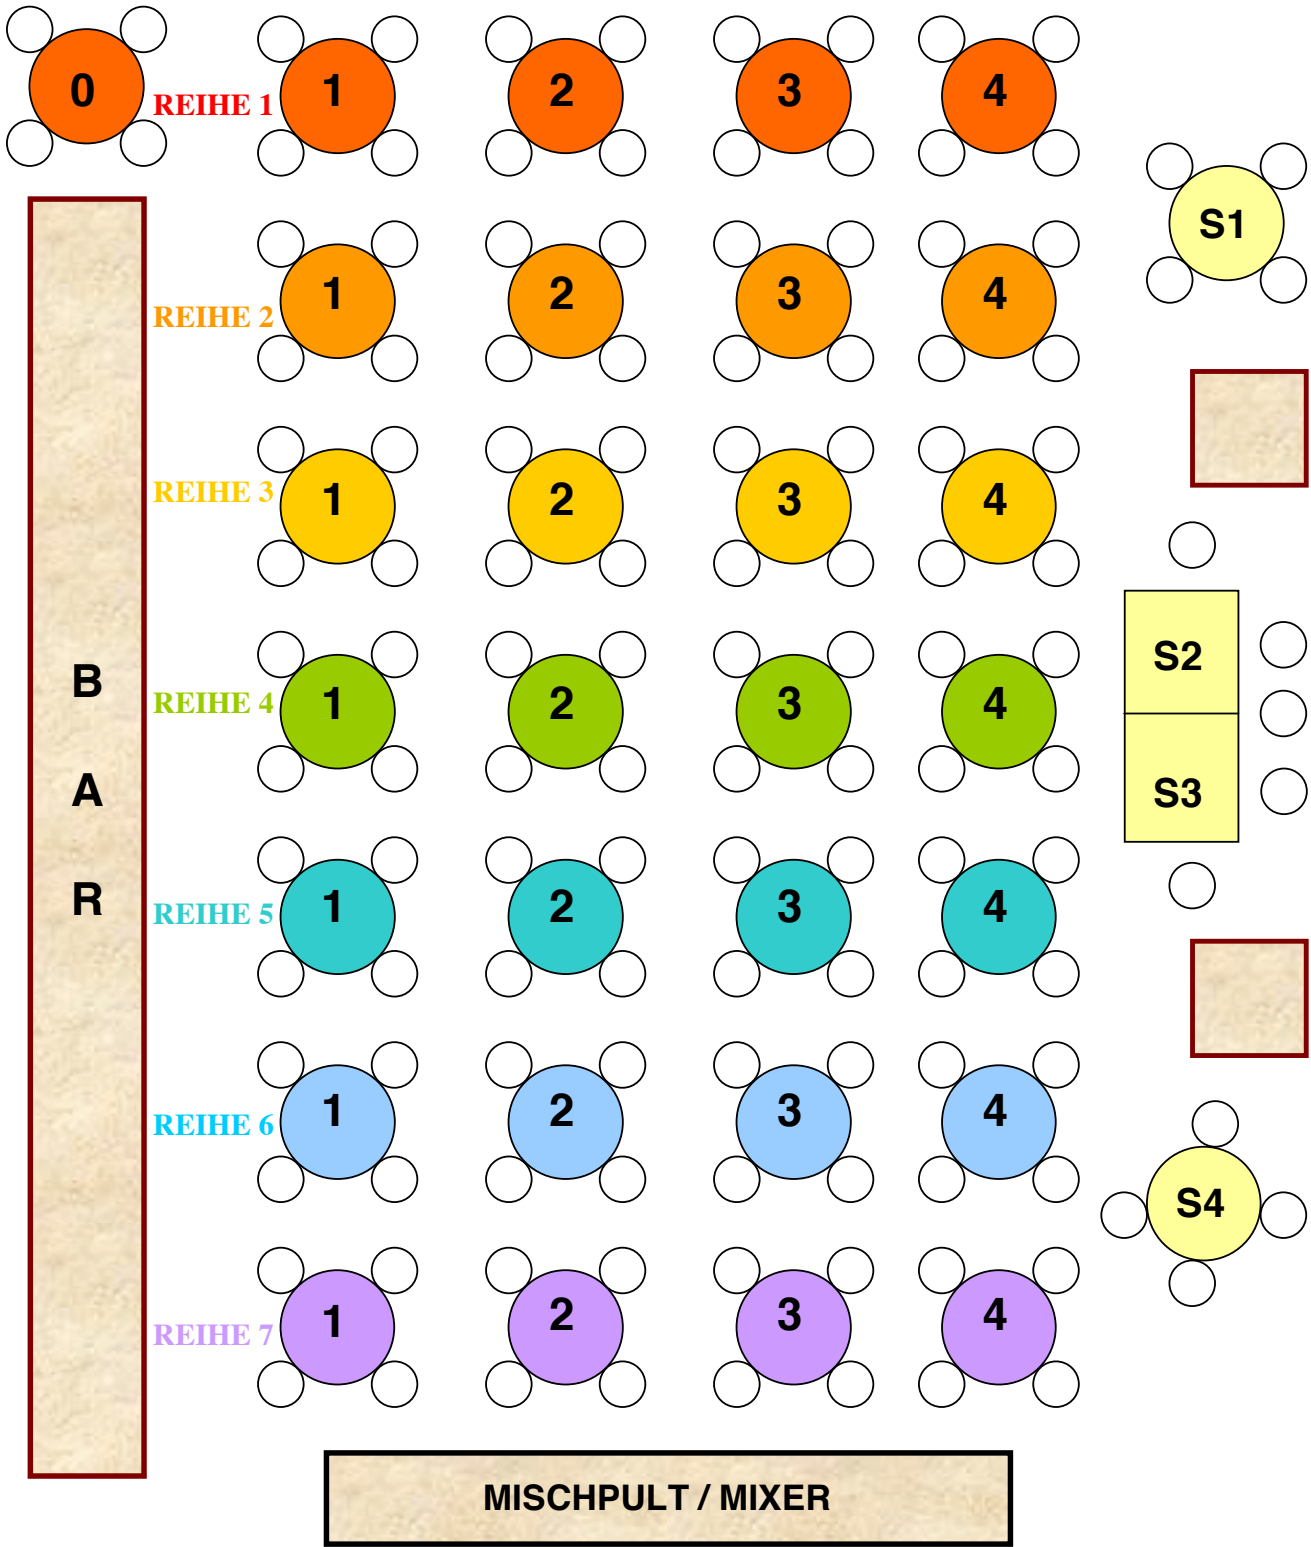 0 REIHE 1 1 2 3 4
S1
REIHE 2 1 2 3 4
REIHE 3 1 2 3 4
S2
B
REIHE 4 1 2 3 4
A
S3
R
REIHE 5 1 2 3 4
REIHE 6 1 2 3 4
S4
REIHE 7 1 2 3 4
MISCHPULT / MIXER